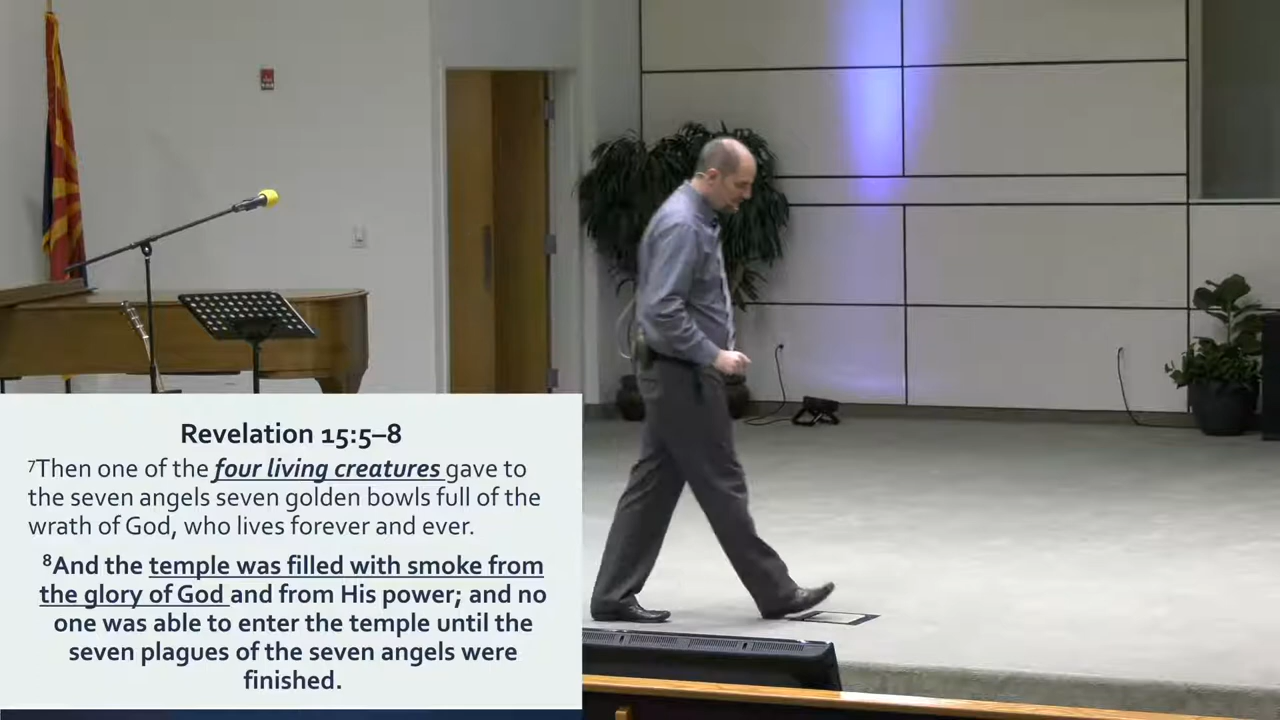 Revelation 15:5–8
⁷Then one of the four living creatures gave to
the seven angels seven golden bowls full of the
wrath of God, who lives forever and ever.
⁸And the temple was filled with smoke from
the glory of God and from His power; and no
one was able to enter the temple until the
seven plagues of the seven angels were
finished.